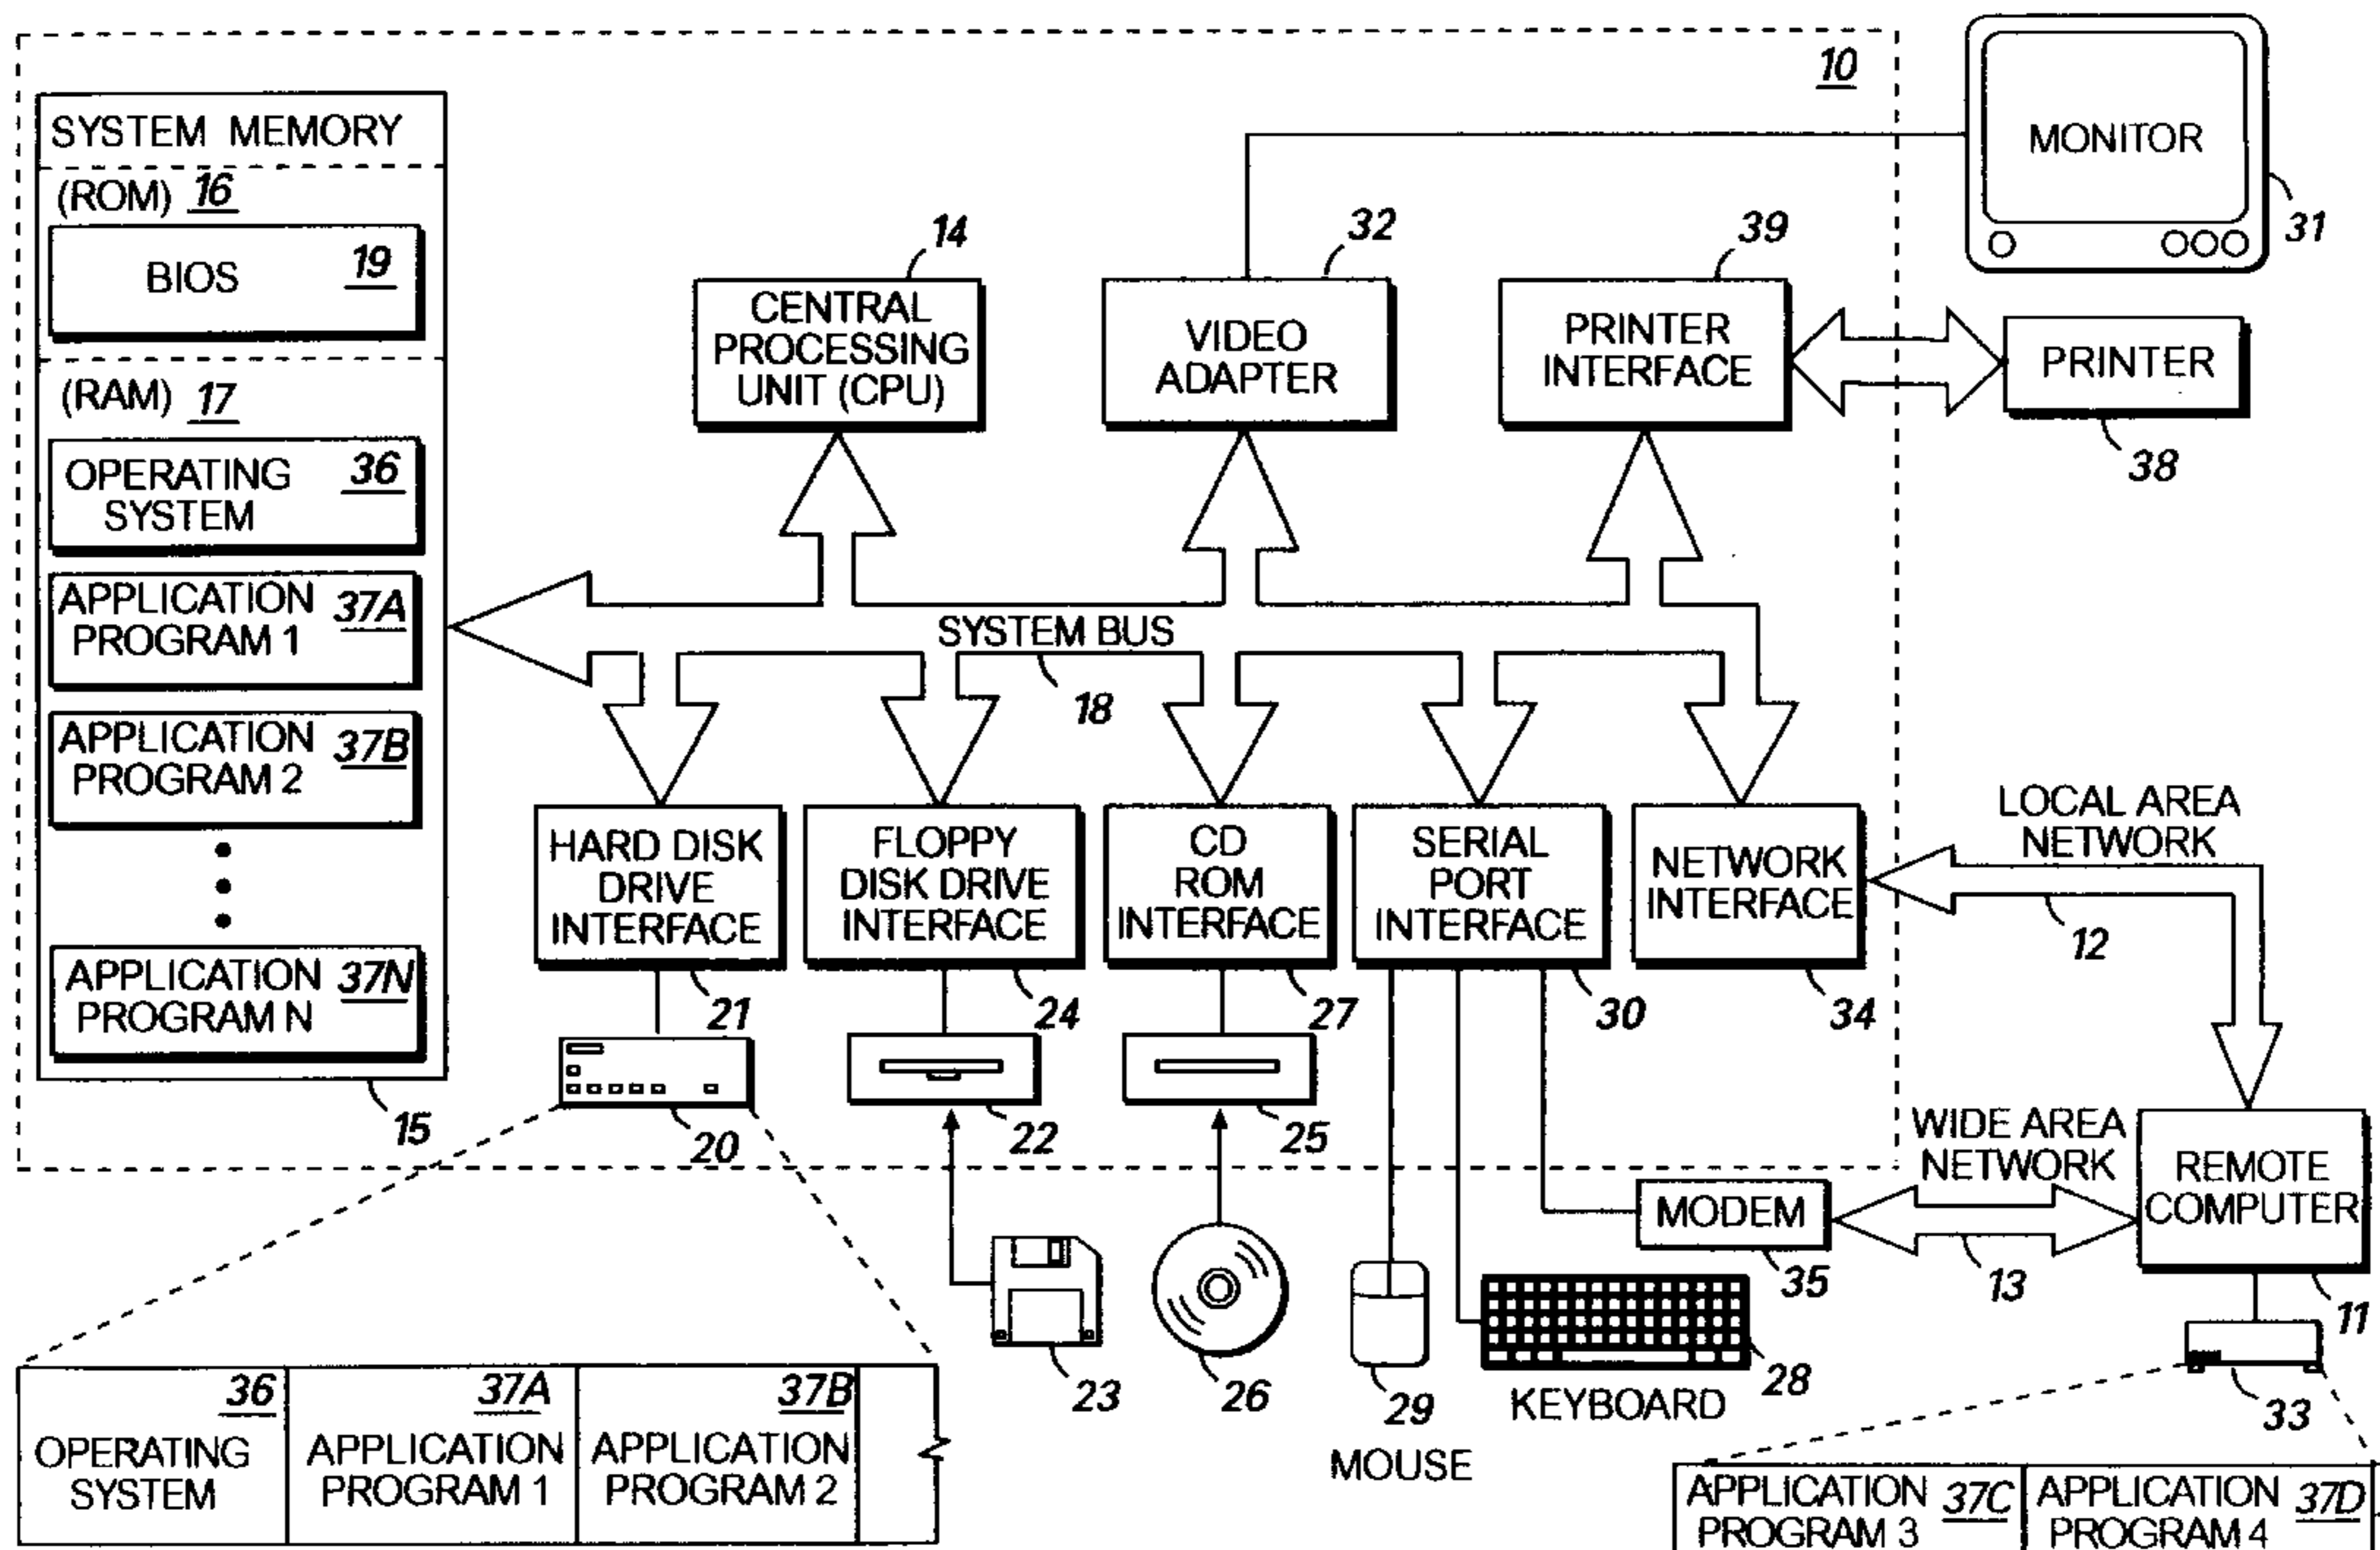 10
SYSTEM MEMORY
(ROM) 16
BIOS 19
(RAM) 17
OPERATING 36
SYSTEM
APPLICATION 37A
PROGRAM 1
APPLICATION 37B
PROGRAM 2
APPLICATION 37N
PROGRAM N
15
14
CENTRAL
PROCESSING
UNIT (CPU)
32
VIDEO
ADAPTER
39
PRINTER
INTERFACE
MONITOR
31
PRINTER
38
SYSTEM BUS
18
HARD DISK
DRIVE
INTERFACE
21
20
FLOPPY
DISK DRIVE
INTERFACE
24
22
23
CD
ROM
INTERFACE
27
25
26
SERIAL
PORT
INTERFACE
30
NETWORK
INTERFACE
34
LOCAL AREA
NETWORK
12
WIDE AREA
NETWORK
13
MODEM
35
REMOTE
COMPUTER
11
33
29
MOUSE
28
KEYBOARD
36
OPERATING
SYSTEM
37A
APPLICATION
PROGRAM 1
37B
APPLICATION
PROGRAM 2
APPLICATION 37C
PROGRAM 3
APPLICATION 37D
PROGRAM 4